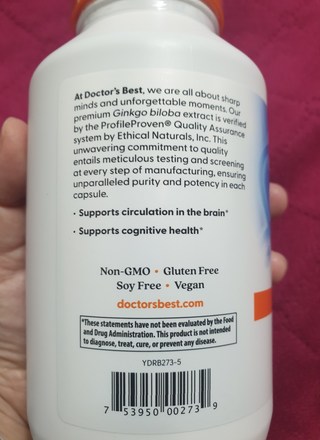 At Doctor's Best, we are all about sharp
minds and unforgettable moments. Our
premium Ginkgo biloba extract is verified
by the ProfileProven® Quality Assurance
system by Ethical Naturals, Inc. This
unwavering commitment to quality
entails meticulous testing and screening
at every step of manufacturing, ensuring
unparalleled purity and potency in each
capsule.
• Supports circulation in the brain*
• Supports cognitive health*
Non-GMO • Gluten Free
Soy Free • Vegan
doctorsbest.com
*These statements have not been evaluated by the Food
and Drug Administration. This product is not intended
to diagnose, treat, cure, or prevent any disease.
YDRB273-5
7 53950 00273 9